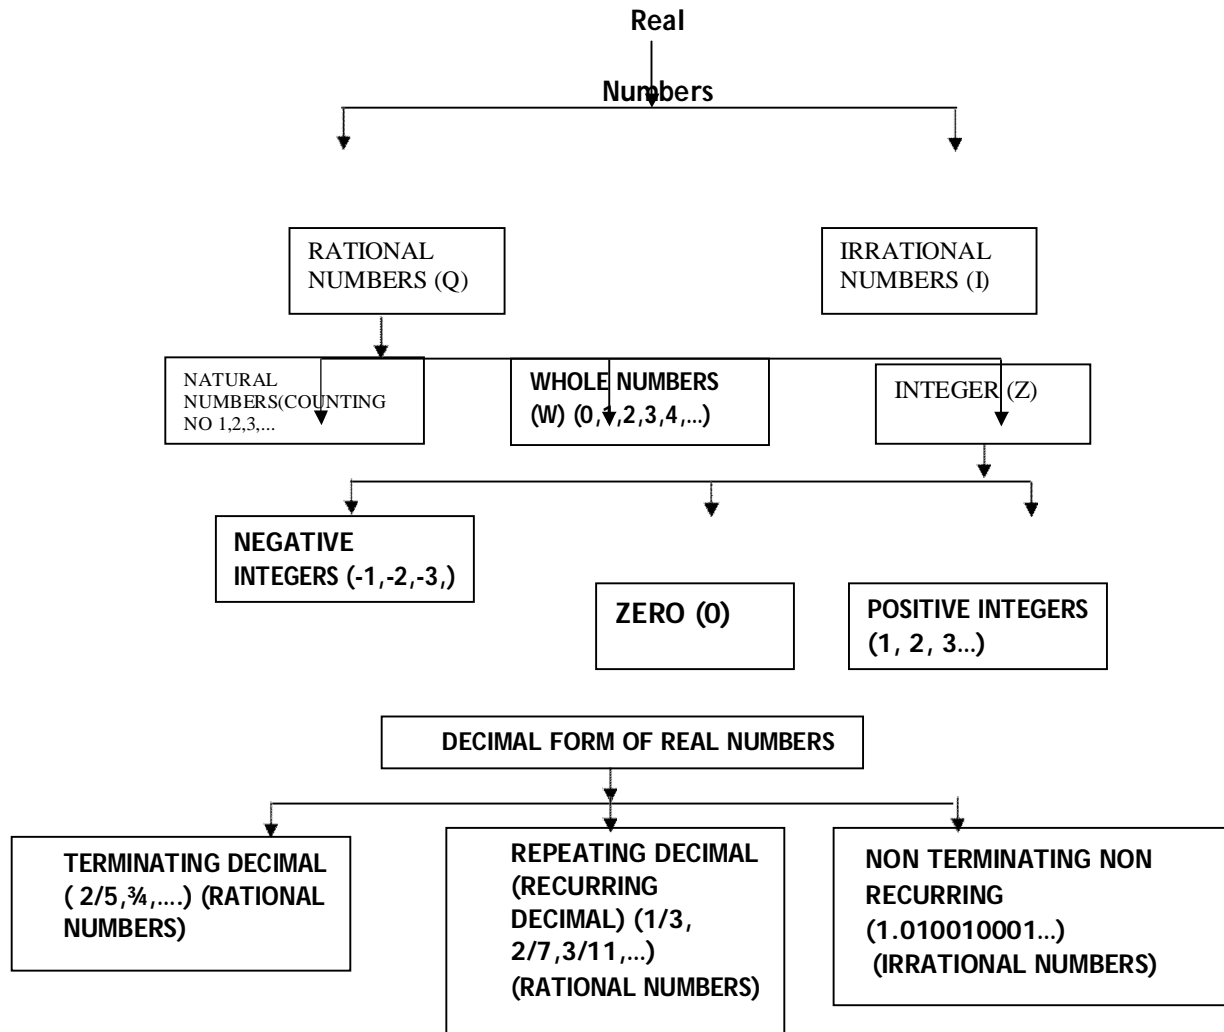 Real
Numbers
RATIONAL
NUMBERS (Q)
IRRATIONAL
NUMBERS (I)
NATURAL
NUMBERS(COUNTING
NO 1,2,3,...
WHOLE NUMBERS
(W) (0,1,2,3,4,...)
INTEGER (Z)
NEGATIVE
INTEGERS (-1,-2,-3,)
ZERO (0)
POSITIVE INTEGERS
(1, 2, 3...)
DECIMAL FORM OF REAL NUMBERS
TERMINATING DECIMAL
( 2/5,¾,....) (RATIONAL
NUMBERS)
REPEATING DECIMAL
(RECURRING
DECIMAL) (1/3,
2/7,3/11,...)
(RATIONAL NUMBERS)
NON TERMINATING NON
RECURRING
(1.010010001...)
(IRRATIONAL NUMBERS)